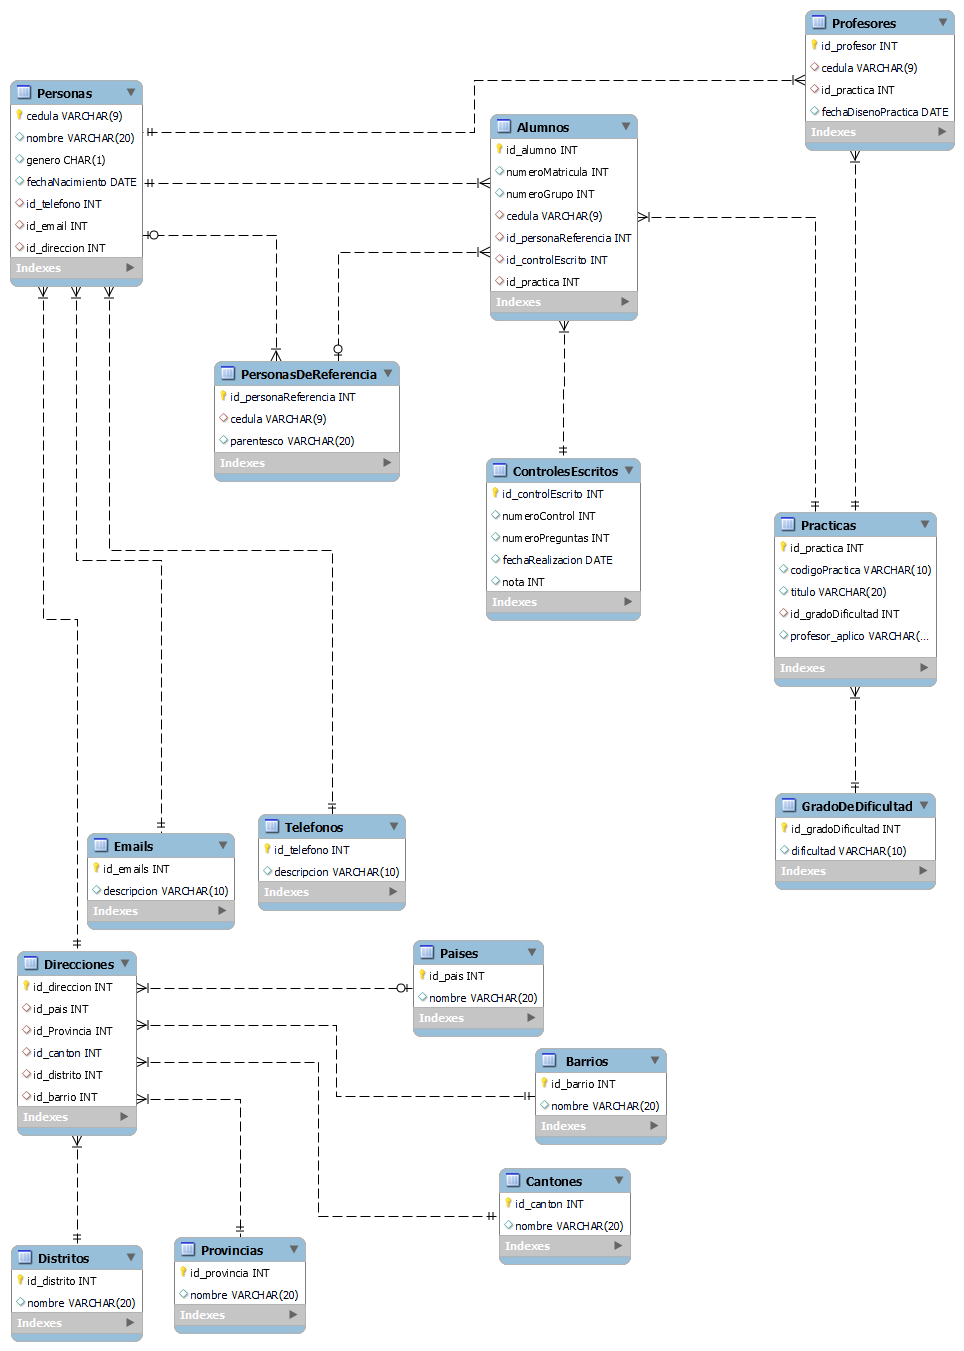 Profesores
id_profesor INT
cedula VARCHAR(9)
id_practica INT
fechaDisenoPractica DATE
Indexes
Personas
cedula VARCHAR(9)
nombre VARCHAR(20)
genero CHAR(1)
fechaNacimiento DATE
id_telefono INT
id_email INT
id_direccion INT
Indexes
Alumnos
id_alumno INT
numeroMatricula INT
numeroGrupo INT
cedula VARCHAR(9)
id_personaReferencia INT
id_controlEscrito INT
id_practica INT
Indexes
PersonasDeReferencia
id_personaReferencia INT
cedula VARCHAR(9)
parentesco VARCHAR(20)
Indexes
ControlesEscritos
id_controlEscrito INT
numeroControl INT
numeroPreguntas INT
fechaRealizacion DATE
nota INT
Indexes
Practicas
id_practica INT
codigoPractica VARCHAR(10)
titulo VARCHAR(20)
id_gradoDificultad INT
profesor_aplico VARCHAR(...
Indexes
GradoDeDificultad
id_gradoDificultad INT
dificultad VARCHAR(10)
Indexes
Telefonos
id_telefono INT
descripcion VARCHAR(10)
Indexes
Emails
id_emails INT
descripcion VARCHAR(10)
Indexes
Direcciones
id_direccion INT
id_pais INT
id_Provincia INT
id_canton INT
id_distrito INT
id_barrio INT
Indexes
Paises
id_pais INT
nombre VARCHAR(20)
Indexes
Barrios
id_barrio INT
nombre VARCHAR(20)
Indexes
Cantones
id_canton INT
nombre VARCHAR(20)
Indexes
Provincias
id_provincia INT
nombre VARCHAR(20)
Indexes
Distritos
id_distrito INT
nombre VARCHAR(20)
Indexes